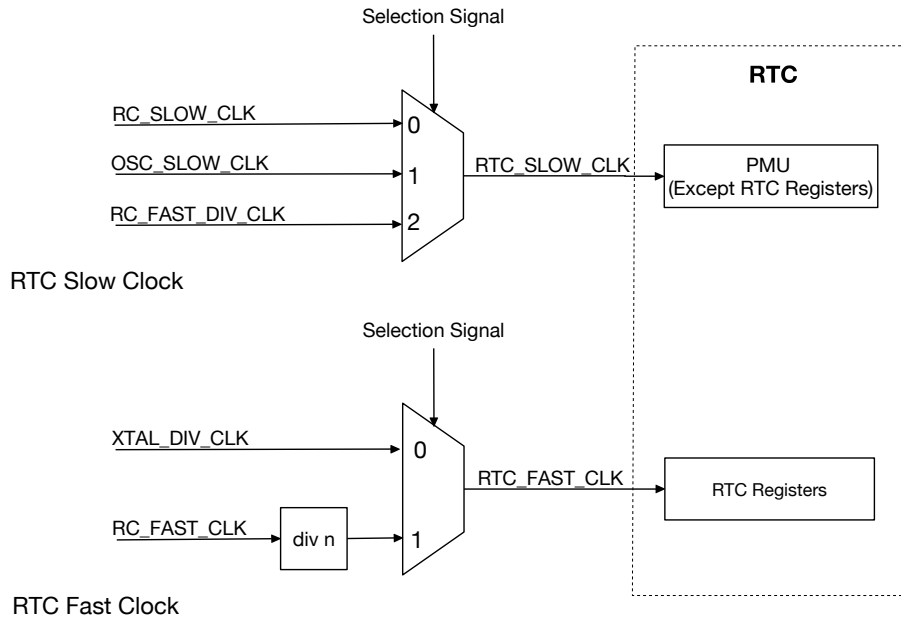 Selection Signal
RTC
RC_SLOW_CLK
0
OSC_SLOW_CLK
1
RTC_SLOW_CLK
PMU
(Except RTC Registers)
RC_FAST_DIV_CLK
2
RTC Slow Clock
Selection Signal
XTAL_DIV_CLK
0
RTC_FAST_CLK
RTC Registers
RC_FAST_CLK
div n
1
RTC Fast Clock